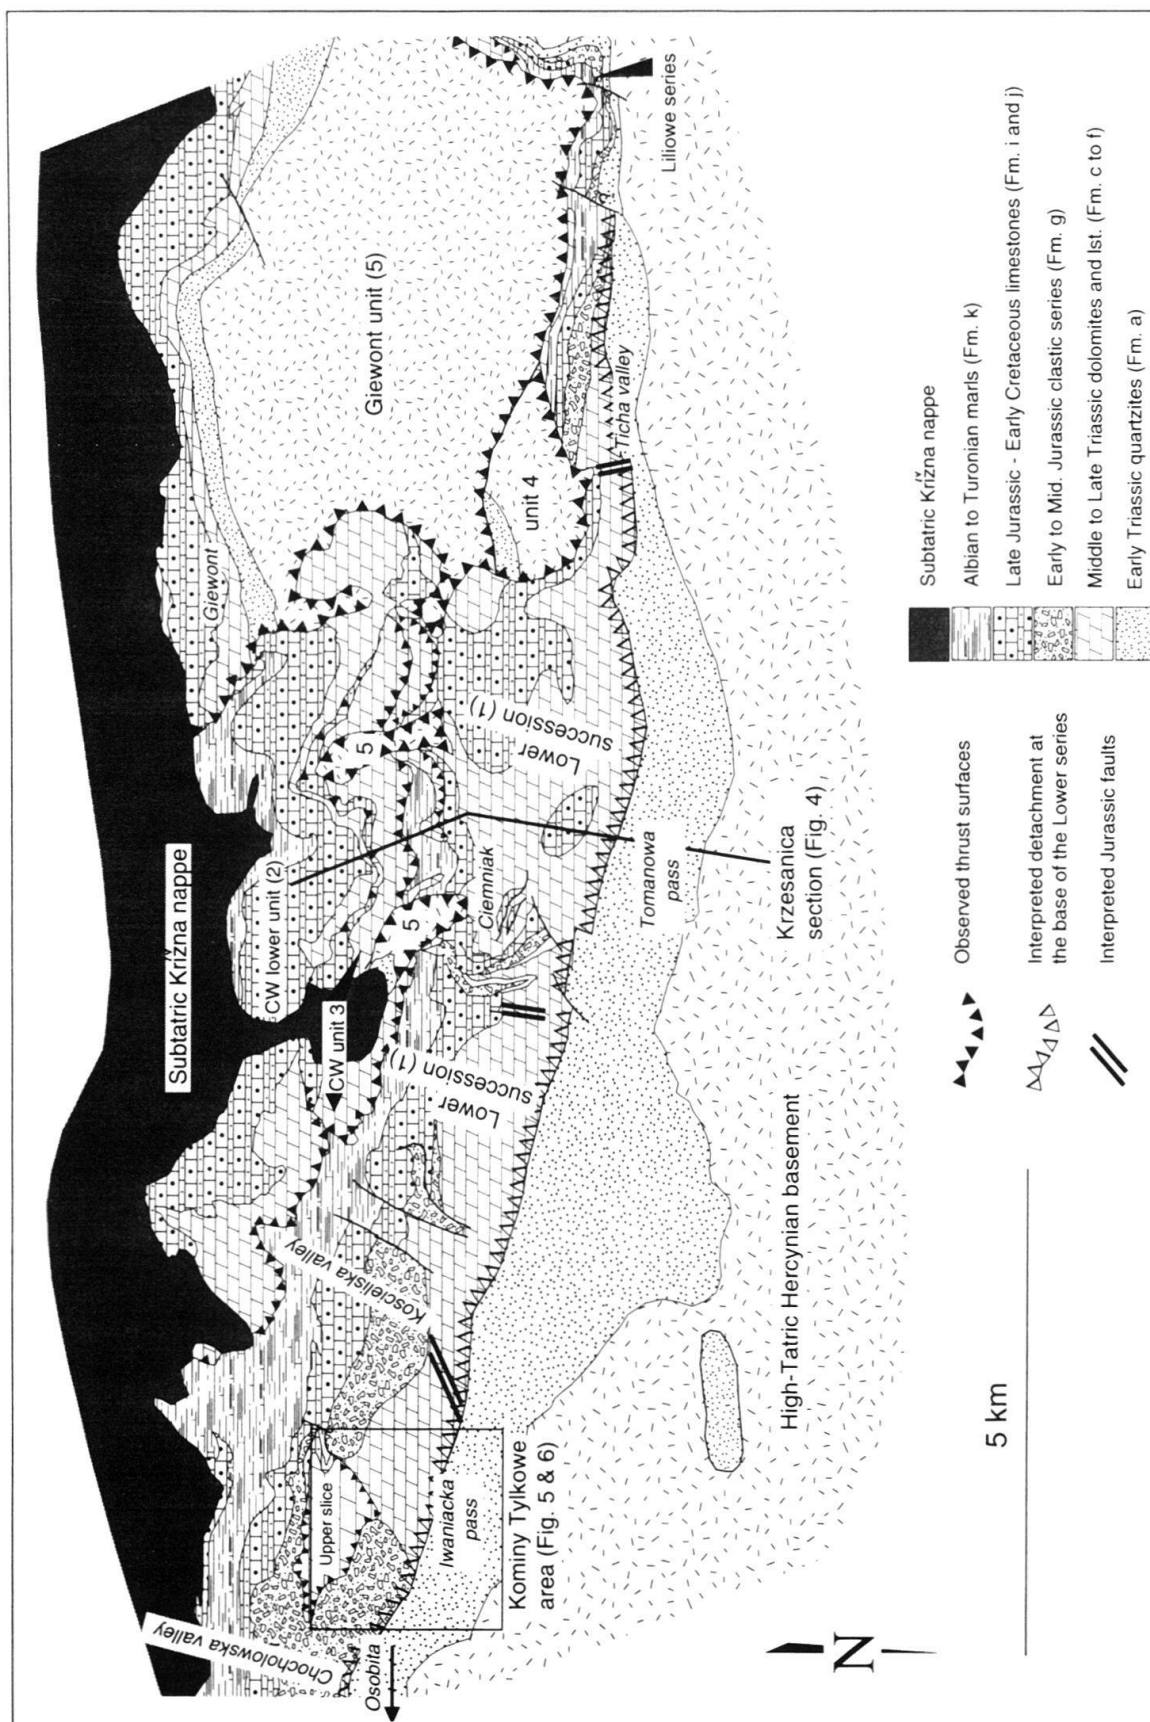 Subtatric Križna nappe
Giewont
Giewont unit (5)
Liliowe series
unit 4
Ticha valley
CW lower unit (2)
CW unit 3
5
5
Ciemniak
Lower
succession (1)
Lower
succession (1)
Koscieliska valley
Chocholowska valley
Upper slice
Osobita
Iwaniacka
pass
Kominy Tylkowe
area (Fig. 5 & 6)
Tomanowa
pass
Krzesanica
section (Fig. 4)
High-Tatric Hercynian basement
N
5 km
Observed thrust surfaces
Interpreted detachment at
the base of the Lower series
Interpreted Jurassic faults
Subtatric Križna nappe
Albian to Turonian marls (Fm. k)
Late Jurassic - Early Cretaceous limestones (Fm. i and j)
Early to Mid. Jurassic clastic series (Fm. g)
Middle to Late Triassic dolomites and lst. (Fm. c to f)
Early Triassic quartzites (Fm. a)